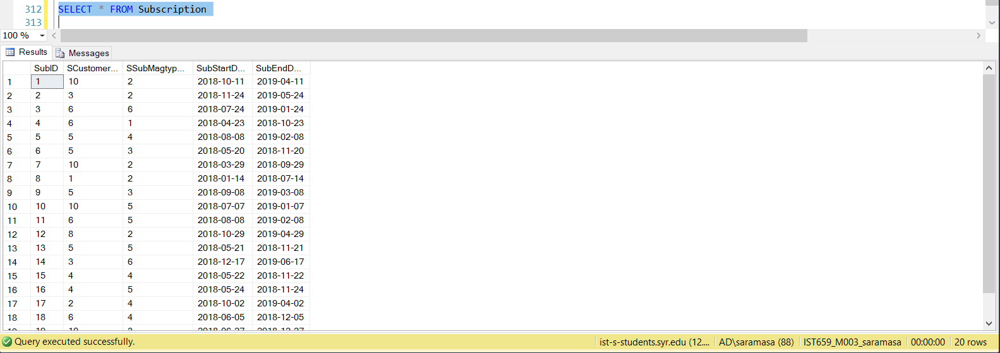 312 SELECT * FROM Subscription
313
100 %
Results Messages
SubID SCustomer... SSubMagtyp... SubStartD... SubEndD...
1 1 10 2 2018-10-11 2019-04-11
2 2 3 2 2018-11-24 2019-05-24
3 3 6 6 2018-07-24 2019-01-24
4 4 6 1 2018-04-23 2018-10-23
5 5 5 4 2018-08-08 2019-02-08
6 6 5 3 2018-05-20 2018-11-20
7 7 10 2 2018-03-29 2018-09-29
8 8 1 2 2018-01-14 2018-07-14
9 9 5 3 2018-09-08 2019-03-08
10 10 10 5 2018-07-07 2019-01-07
11 11 6 5 2018-08-08 2019-02-08
12 12 8 2 2018-10-29 2019-04-29
13 13 5 5 2018-05-21 2018-11-21
14 14 3 6 2018-12-17 2019-06-17
15 15 4 4 2018-05-22 2018-11-22
16 16 4 5 2018-05-24 2018-11-24
17 17 2 4 2018-10-02 2019-04-02
18 18 6 4 2018-06-05 2018-12-05
Query executed successfully. ist-s-students.syr.edu (12.... AD\saramasa (88) IST659_M003_saramasa 00:00:00 20 rows